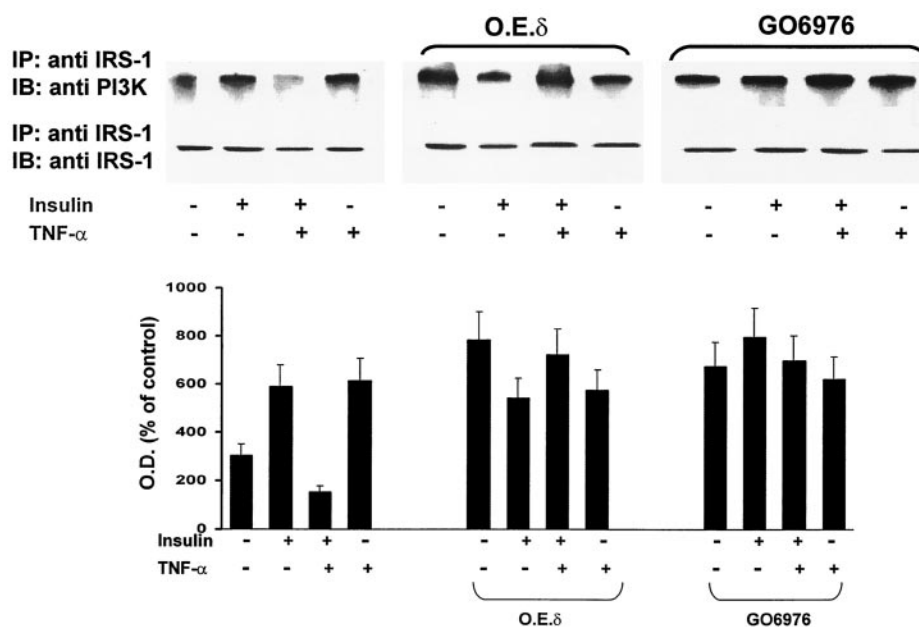 O.E.δ GO6976
IP: anti IRS-1
IB: anti PI3K
IP: anti IRS-1
IB: anti IRS-1
Insulin - + + - - + + - - + + -
TNF-α - - + + - - + + - - + +
O.D. (% of control)
1000
800
600
400
200
0
Insulin - + + - - + + - - + + -
TNF-α - - + + - - + + - - + +
O.E.δ GO6976